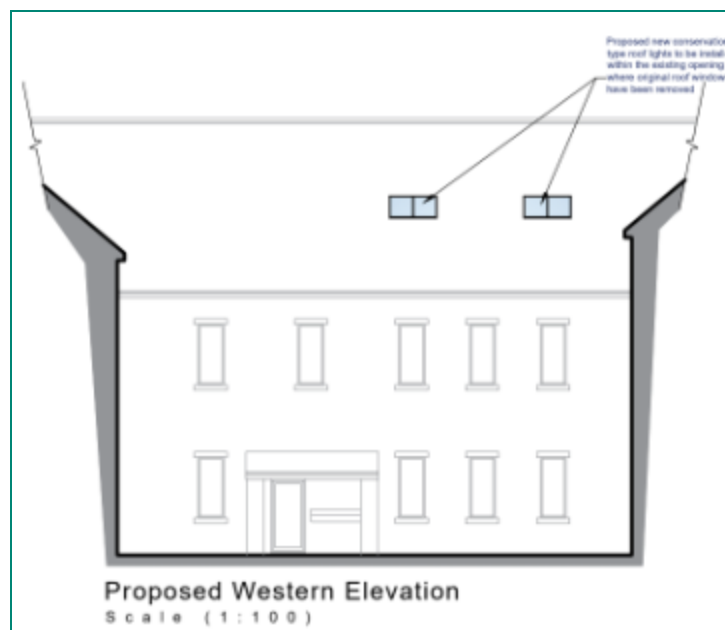 Proposed new conservation
type roof lights to be install
within the existing opening
where original roof window
have been removed
Proposed Western Elevation
Scale (1:100)